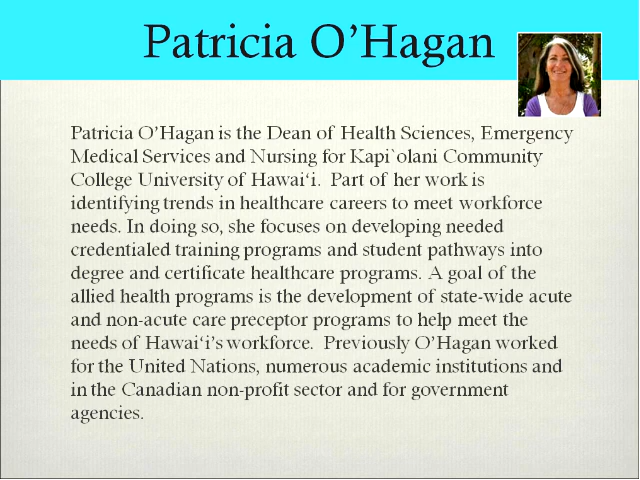 Patricia O’Hagan
Patricia O’Hagan is the Dean of Health Sciences, Emergency
Medical Services and Nursing for Kapi`olani Community
College University of Hawai‘i.  Part of her work is
identifying trends in healthcare careers to meet workforce
needs. In doing so, she focuses on developing needed
credentialed training programs and student pathways into
degree and certificate healthcare programs. A goal of the
allied health programs is the development of state-wide acute
and non-acute care preceptor programs to help meet the
needs of Hawai‘i’s workforce.  Previously O’Hagan worked
for the United Nations, numerous academic institutions and
in the Canadian non-profit sector and for government
agencies.